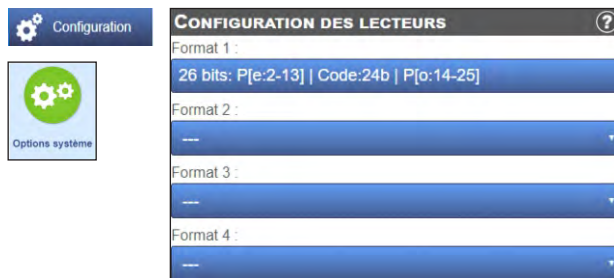 Configuration
Options système
CONFIGURATION DES LECTEURS
?
Format 1 :
26 bits: P[e:2-13] | Code:24b | P[o:14-25]
Format 2 :
---
Format 3 :
---
Format 4 :
---